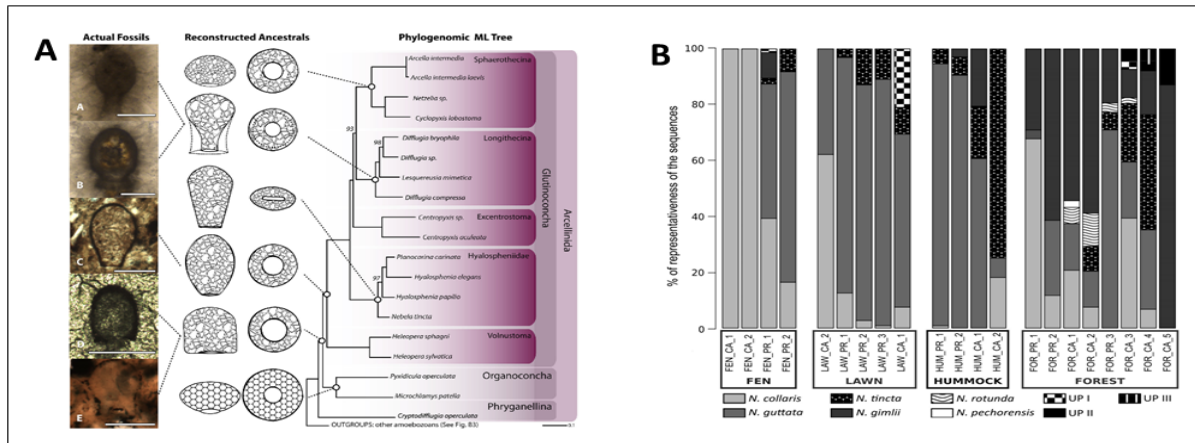 A
Actual Fossils
Reconstructed Ancestrals
Phylogenomic ML Tree
A
B
C
D
E
Arcella intermedia
Arcella intermedia laevis
Netzelia sp.
Cyclopyxis lobostoma
Sphaerothecina
93
Difflugia bryophila
Difflugia sp.
Lesquereusia mimetica
Difflugia compressa
Longithecina
98
Centropyxis sp.
Centropyxis aculeata
Excentrostoma
Planocarina carinata
Hyalosphenia elegans
Hyalosphenia papilio
Nebela tincta
Hyalospheniidae
97
Heleopera sphagni
Heleopera sylvatica
Volnustoma
Glutinoconcha
Arcellinida
Pyxidicula operculata
Microchlamys patella
Organoconcha
Cryptodifflugia operculata
Phryganellina
OUTGROUPS: other amoebozoans (See Fig. B3)
B
% of representativeness of the sequences
100
80
60
40
20
0
FEN_CA_1
FEN_CA_2
FEN_PR_1
FEN_PR_2
FEN
LAW_CA_2
LAW_PR_1
LAW_PR_2
LAW_PR_3
LAW_CA_1
LAWN
HUM_PR_1
HUM_PR_2
HUM_CA_1
HUM_CA_2
HUMMOCK
FOR_PR_1
FOR_PR_2
FOR_CA_1
FOR_CA_2
FOR_PR_3
FOR_CA_3
FOR_CA_4
FOR_CA_5
FOREST
N. collaris
N. tincta
N. rotunda
UP I
UP III
N. guttata
N. gimlii
N. pechorensis
UP II